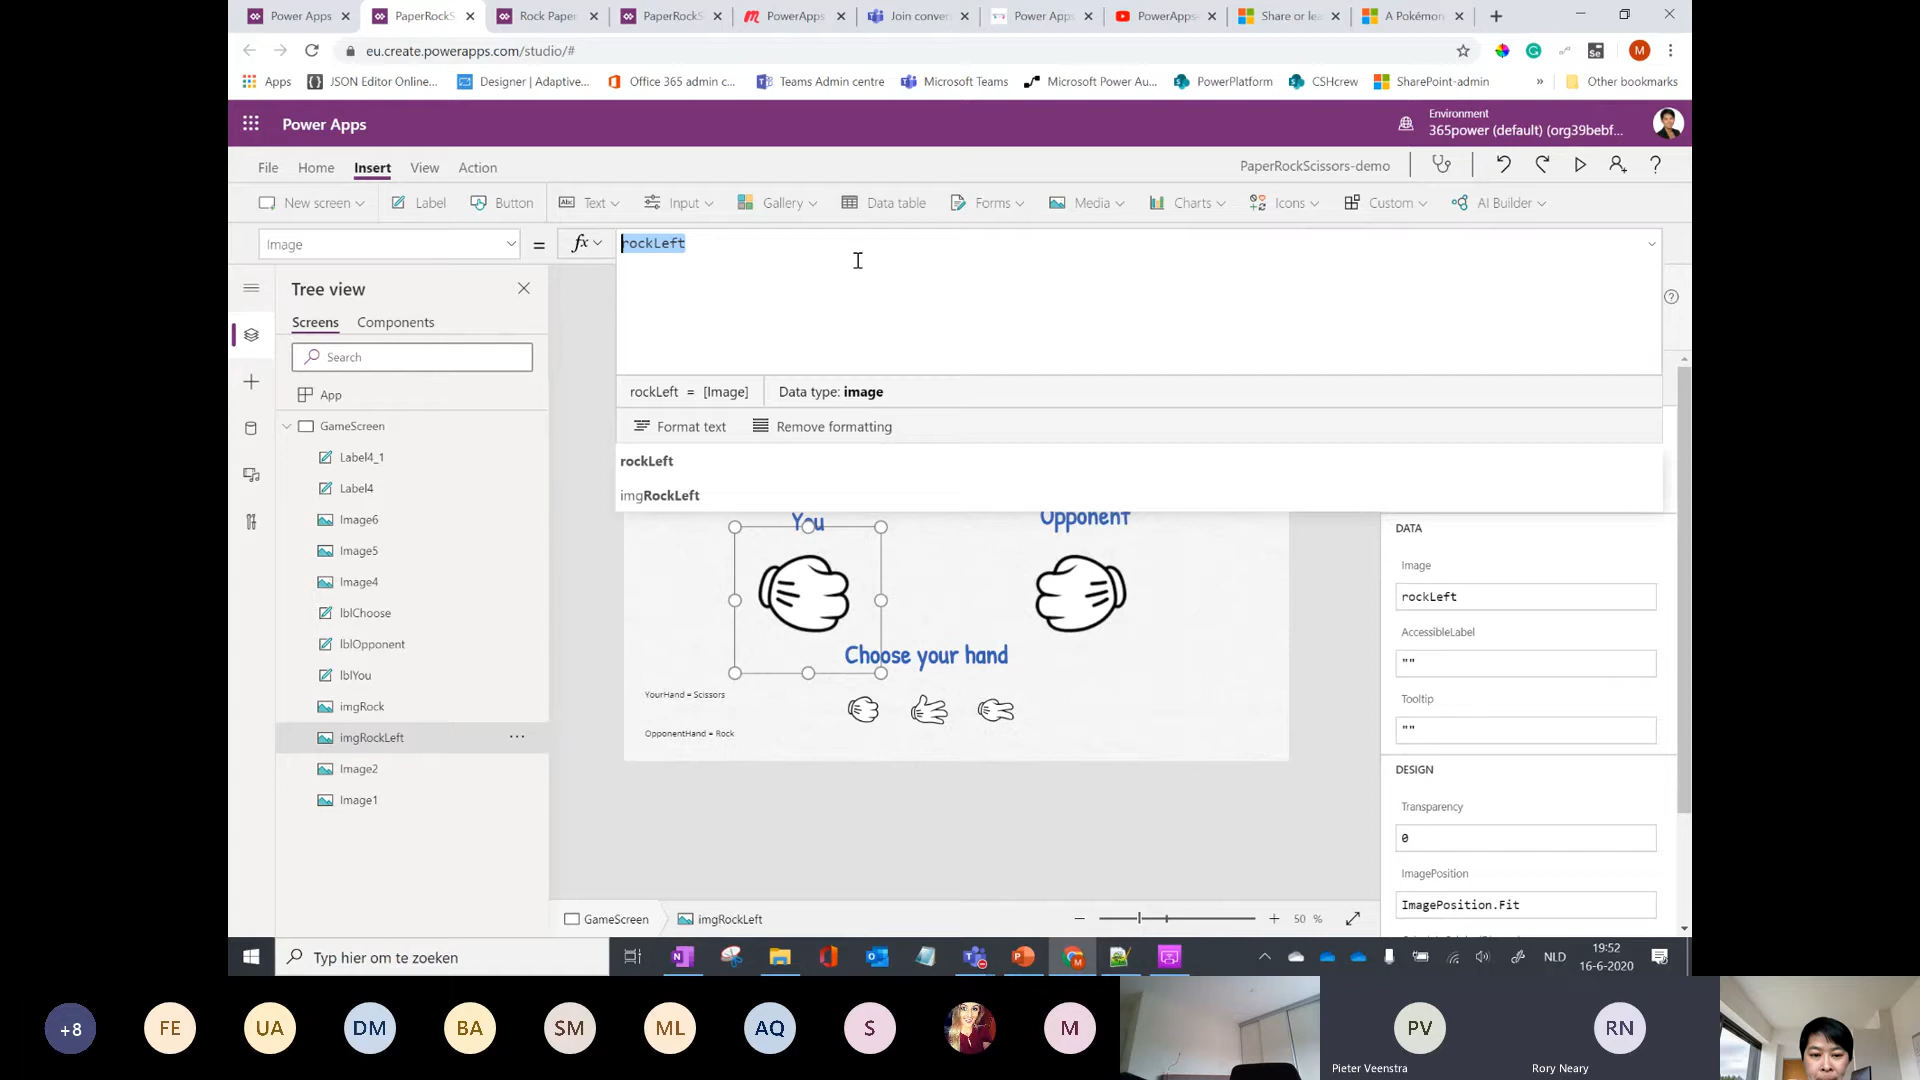 Power Apps
PaperRockS
Rock Paper
PaperRockS
PowerApps
Join conver
Power Apps
PowerApps
Share or lea
A Pokémon
eu.create.powerapps.com/studio/#
M
Apps
JSON Editor Online...
Designer | Adaptive...
Office 365 admin c...
Teams Admin centre
Microsoft Teams
Microsoft Power Au...
PowerPlatform
CSHcrew
SharePoint-admin
»
Other bookmarks
Power Apps
Environment
365power (default) (org39bebf...
File Home Insert View Action
PaperRockScissors-demo
New screen
Label
Button
Text
Input
Gallery
Data table
Forms
Media
Charts
Icons
Custom
AI Builder
Image
=
fx
rockLeft
Tree view
Screens
Components
Search
App
GameScreen
Label4_1
Label4
Image6
Image5
Image4
lblChoose
lblOpponent
lblYou
imgRock
imgRockLeft
Image2
Image1
rockLeft = [Image]
Data type: image
Format text
Remove formatting
rockLeft
imgRockLeft
You
Opponent
Choose your hand
YourHand = Scissors
OpponentHand = Rock
DATA
Image
rockLeft
AccessibleLabel
""
Tooltip
""
DESIGN
Transparency
0
ImagePosition
ImagePosition.Fit
GameScreen
imgRockLeft
50 %
Typ hier om te zoeken
NLD
19:52
16-6-2020
+8
FE
UA
DM
BA
SM
ML
AQ
S
M
PV
Pieter Veenstra
RN
Rory Neary